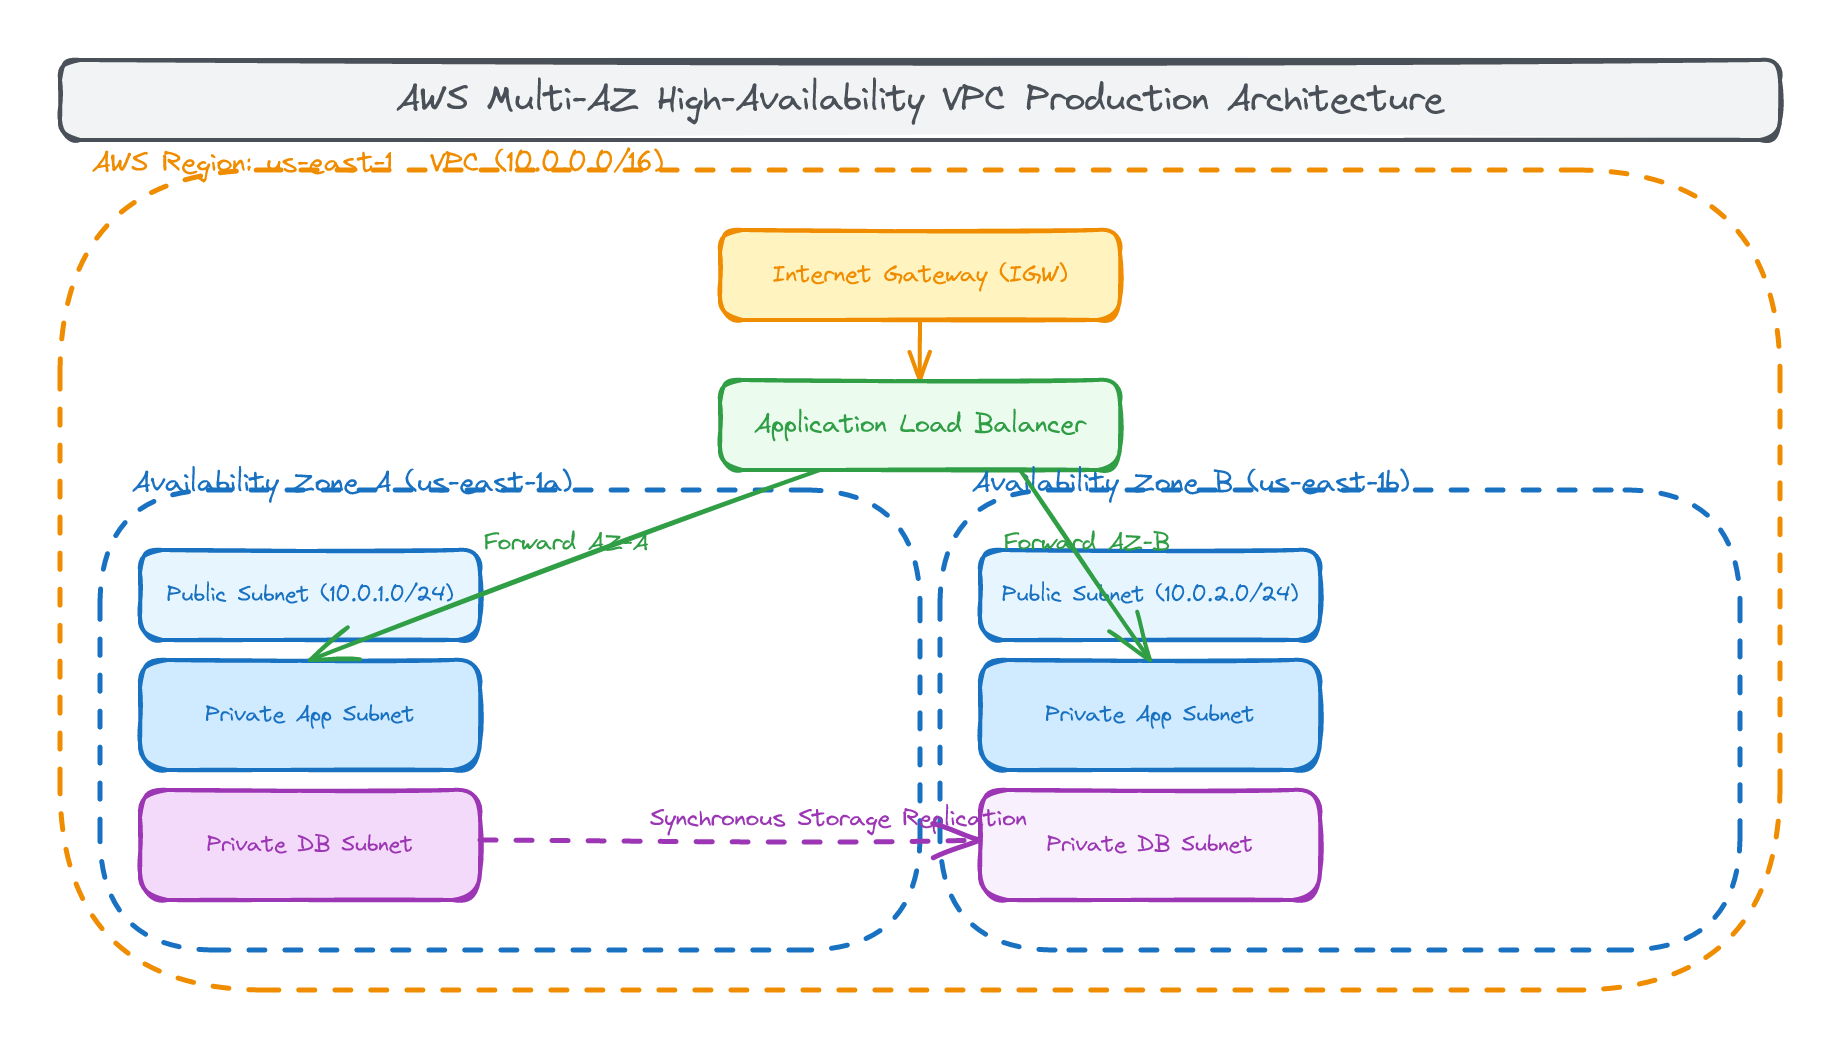 AWS Multi-AZ High-Availability VPC Production Architecture
AWS Region: us-east-1 VPC (10.0.0.0/16)
Internet Gateway (IGW)
Application Load Balancer
Availability Zone A (us-east-1a)
Availability Zone B (us-east-1b)
Forward AZ-A
Forward AZ-B
Public Subnet (10.0.1.0/24)
Public Subnet (10.0.2.0/24)
Private App Subnet
Private App Subnet
Synchronous Storage Replication
Private DB Subnet
Private DB Subnet